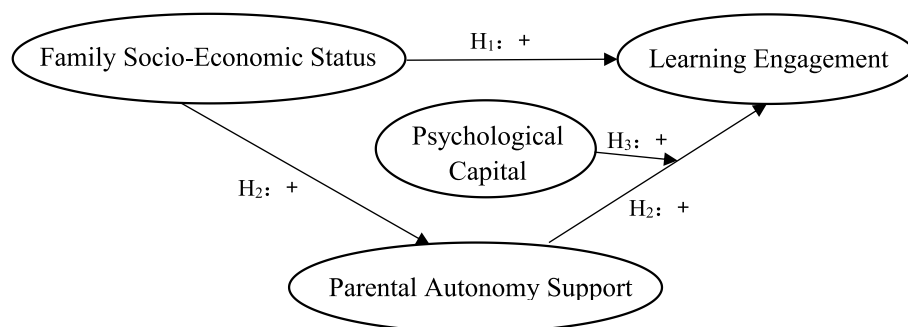 Family Socio-Economic Status
H₁: +
Learning Engagement
Psychological
Capital
H₃: +
H₂: +
H₂: +
Parental Autonomy Support